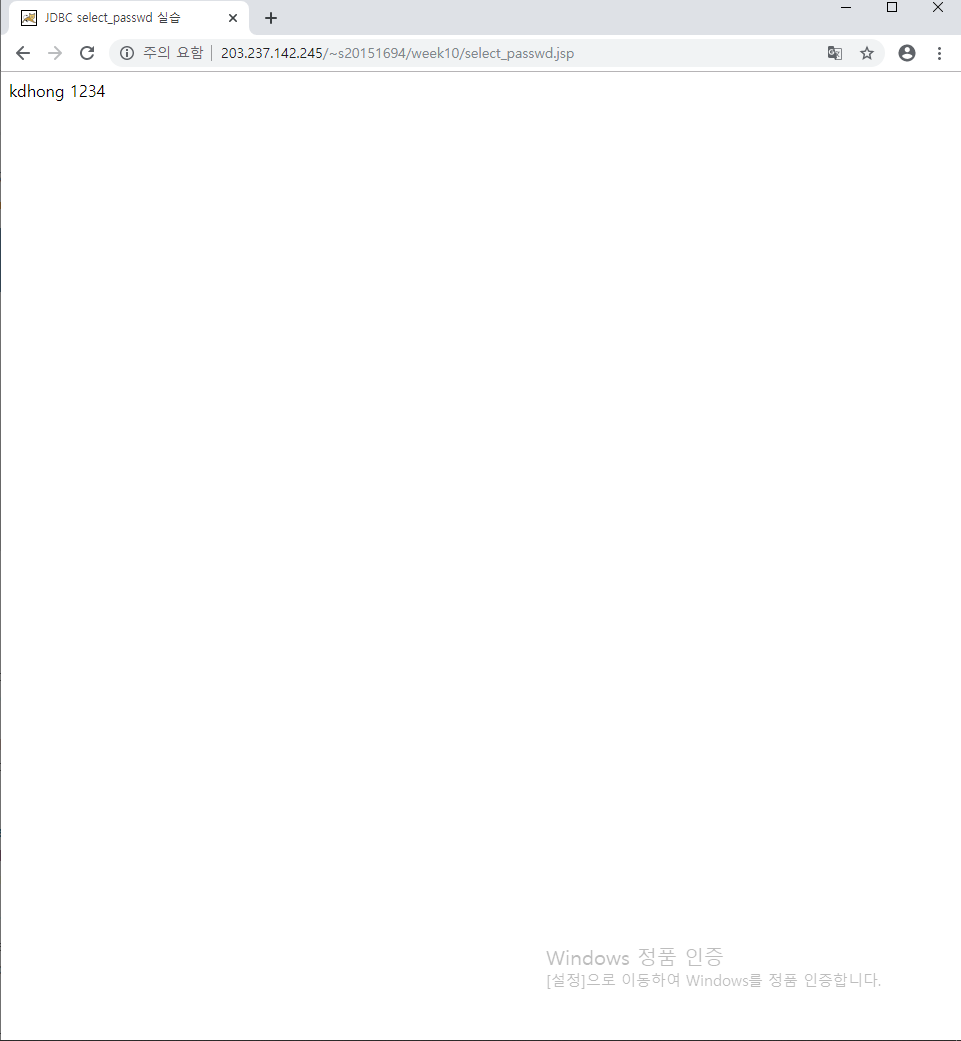 JDBC select_passwd 실습
주의 요함 | 203.237.142.245/~s20151694/week10/select_passwd.jsp
kdhong 1234
Windows 정품 인증
[설정]으로 이동하여 Windows를 정품 인증합니다.